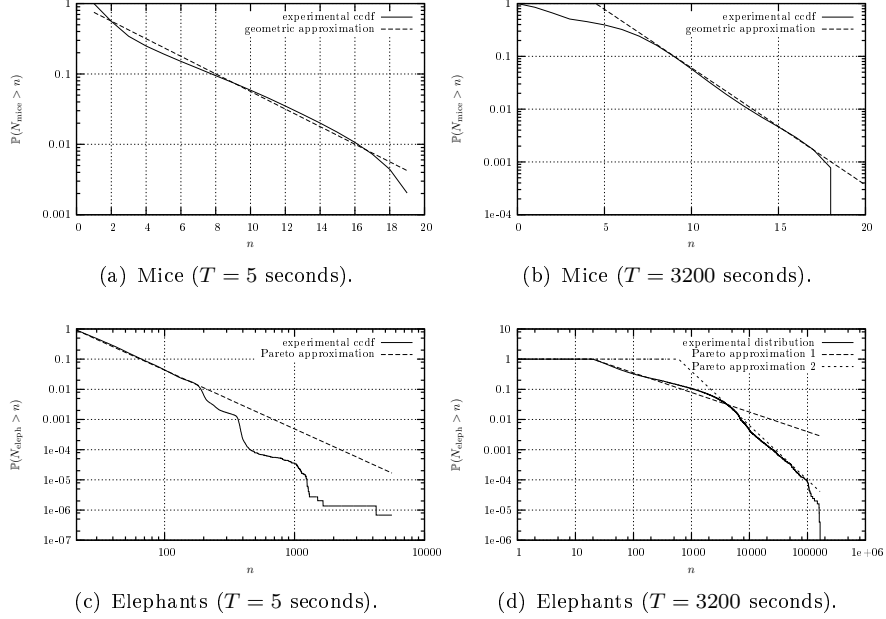 1
0.1
0.01
0.001
ℙ(N_mice > n)
experimental ccdf
geometric approximation
0 2 4 6 8 10 12 14 16 18 20
n
(a) Mice (T = 5 seconds).
1
0.1
0.01
0.001
1e-04
ℙ(N_mice > n)
experimental ccdf
geometric approximation
0 5 10 15 20
n
(b) Mice (T = 3200 seconds).
1
0.1
0.01
0.001
1e-04
1e-05
1e-06
1e-07
ℙ(N_eleph > n)
experimental ccdf
Pareto approximation
100 1000 10000
n
(c) Elephants (T = 5 seconds).
10
1
0.1
0.01
0.001
1e-04
1e-05
1e-06
ℙ(N_eleph > n)
experimental distribution
Pareto approximation 1
Pareto approximation 2
1 10 100 1000 10000 100000 1e+06
n
(d) Elephants (T = 3200 seconds).